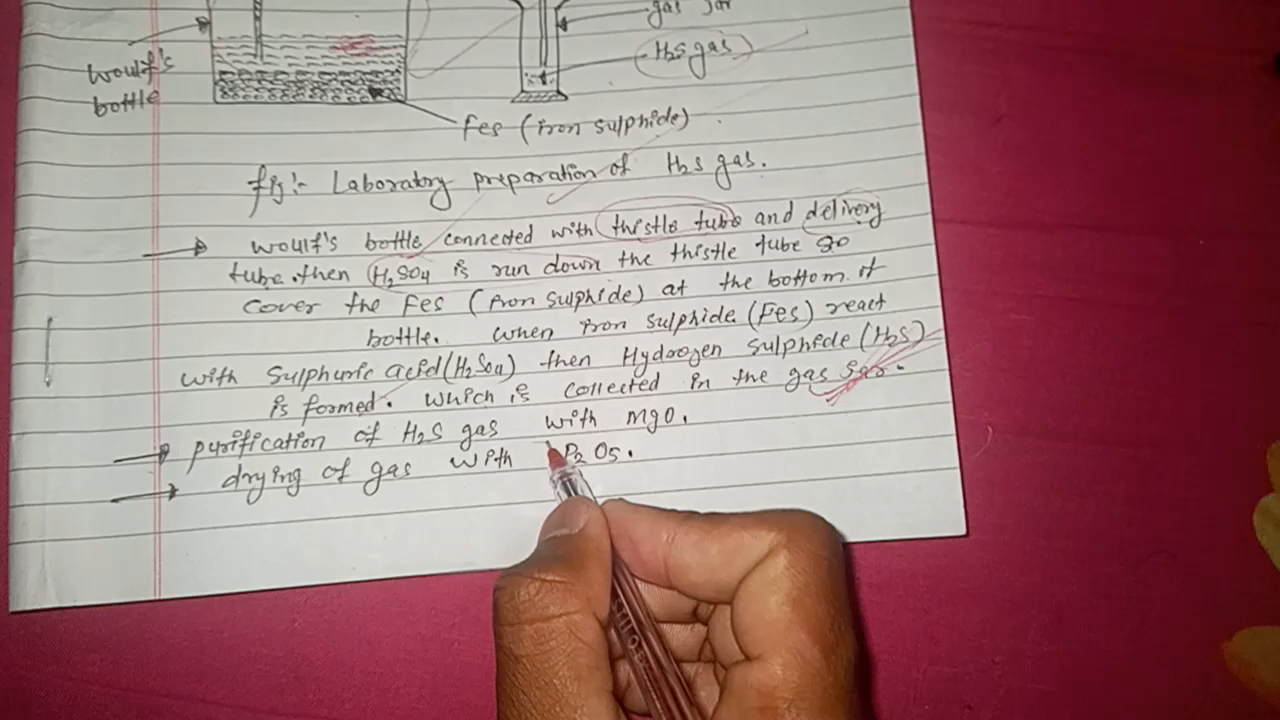 gas jar
H2S gas
woulf's
bottle
Fes (iron sulphide)
fig:- Laboratory preparation of H2S gas.
woulf's bottle connected with thistle tube and delivery
tube. then H2SO4 is run down the thistle tube so
cover the Fes (iron sulphide) at the bottom. of
bottle. When iron sulphide (Fes) react
with sulphuric acid (H2SO4) then Hydrogen sulphide (H2S)
is formed. which is collected in the gas jar.
purification of H2S gas with MgO.
drying of gas with P2O5.